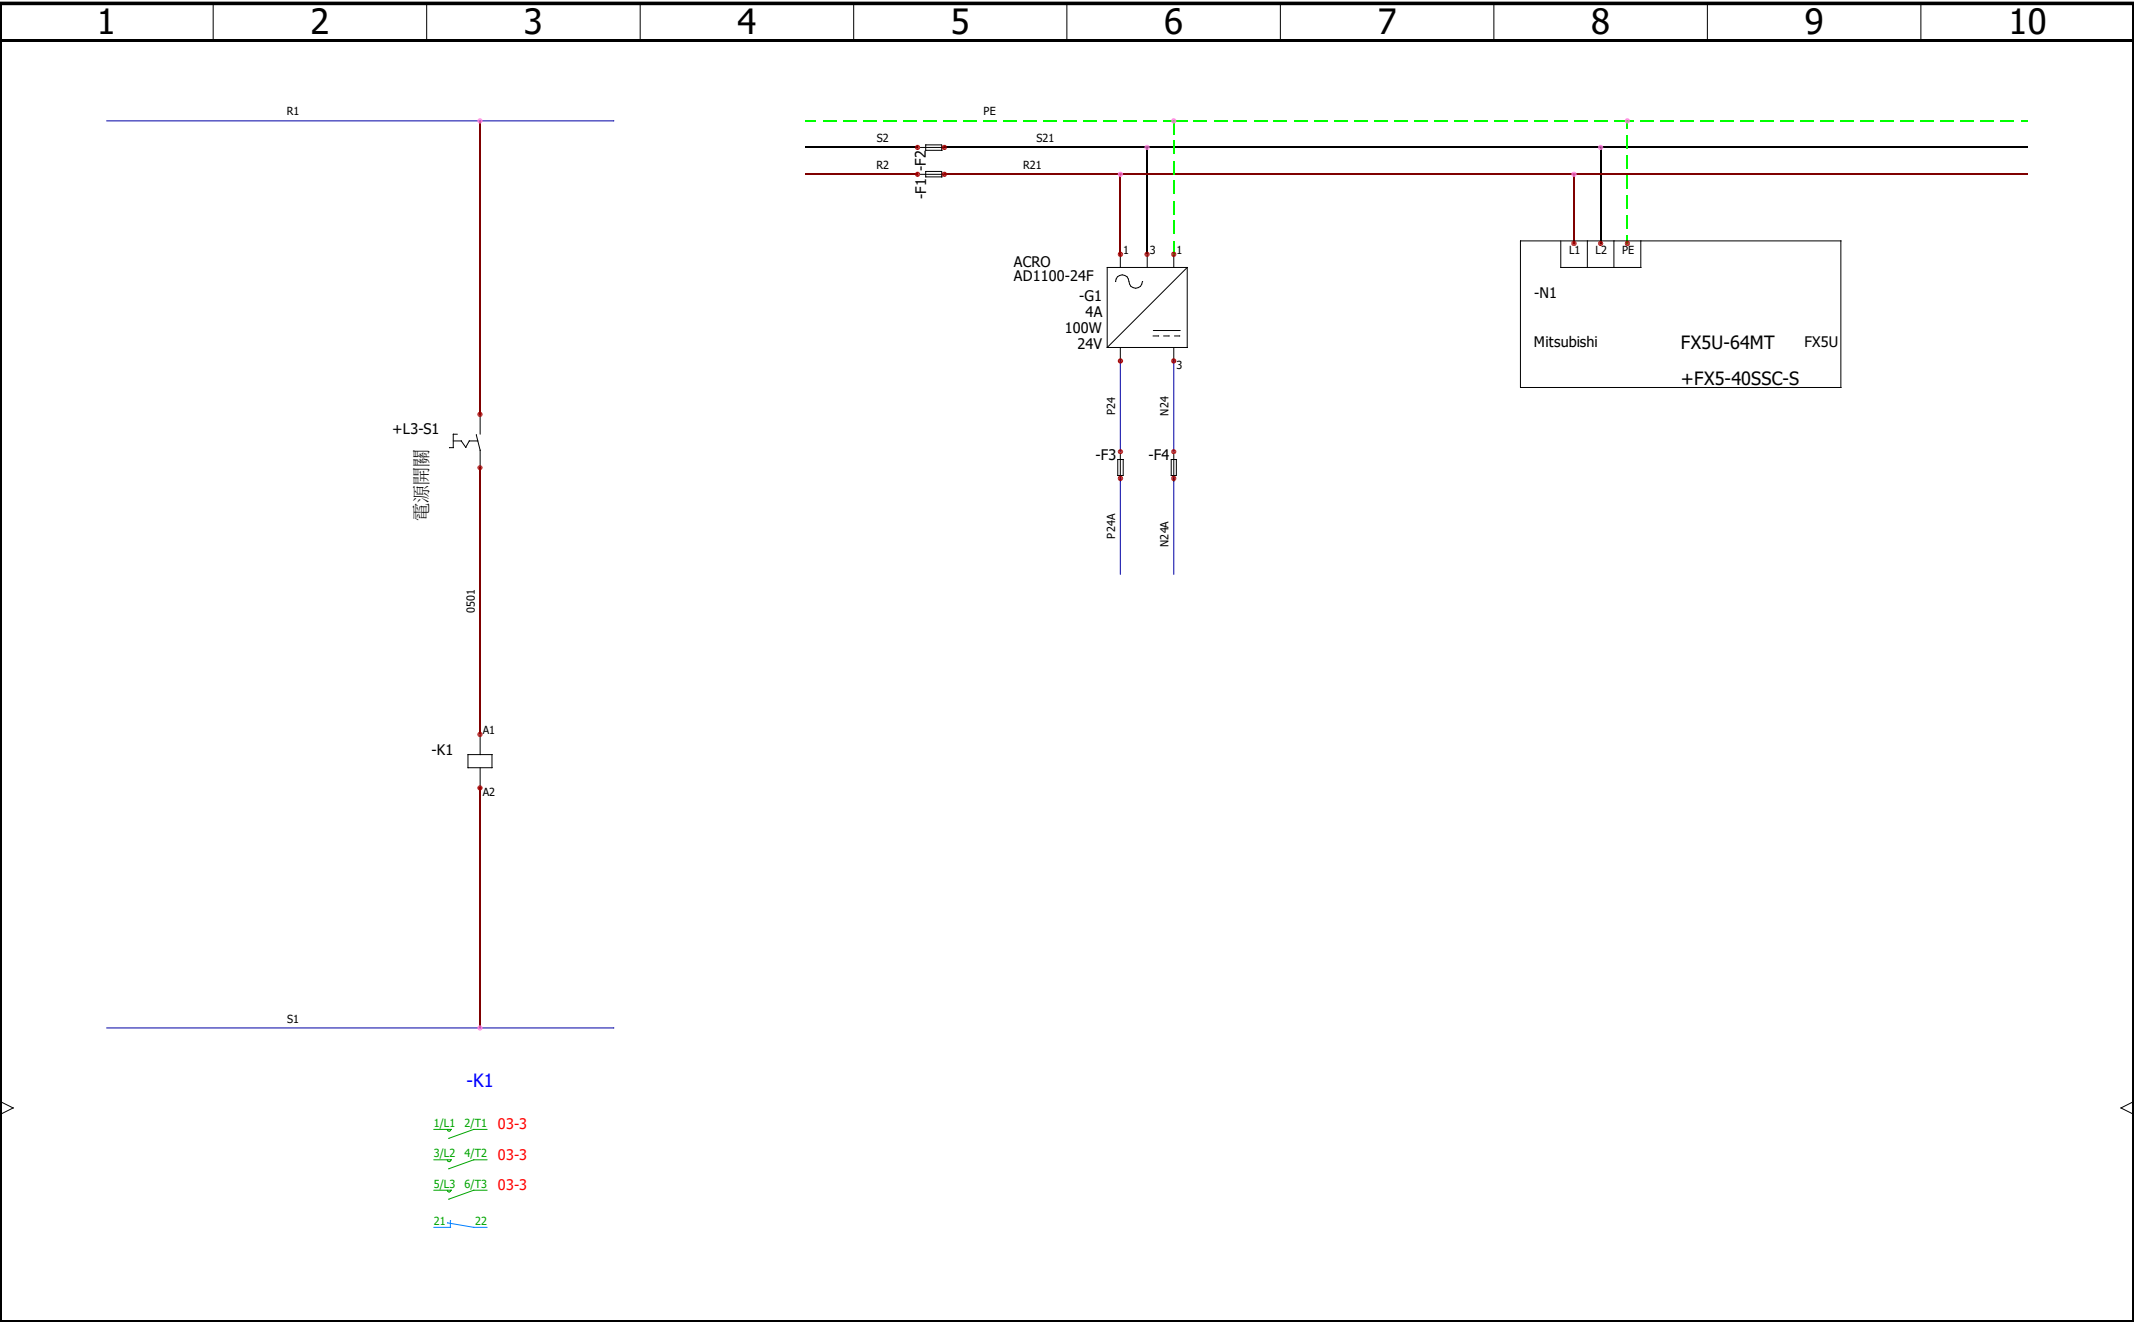 1 2 3 4 5 6 7 8 9 10
R1
PE
S2 S21
R2 R21
-F2
-F1
1 3 1
ACRO
AD1100-24F
-G1
4A
100W
24V
3
P24 N24
-F3 -F4
P24A N24A
L1 L2 PE
-N1
Mitsubishi FX5U-64MT FX5U
+FX5-40SSC-S
+L3-S1
電源開關
0501
A1
-K1
A2
S1
-K1
1/L1 2/T1 03-3
3/L2 4/T2 03-3
5/L3 6/T3 03-3
21 22